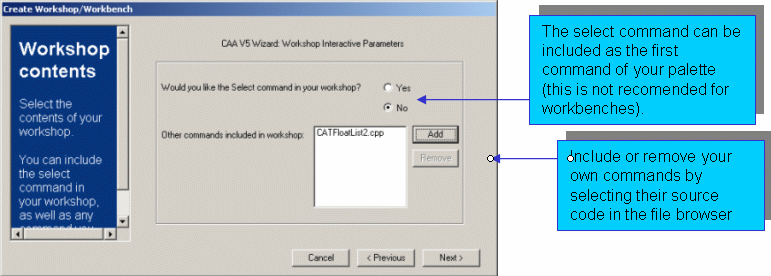 Create Workshop/Workbench
Workshop
contents
Select the
contents of your
workshop.
You can include
the select
command in
your workshop,
as well as any
command you
CAA V5 Wizard: Workshop Interactive Parameters
Would you like the Select command in your workshop?
Yes
No
Other commands included in workshop:
CATFloatList2.cpp
Add
Remove
Cancel
< Previous
Next >
The select command can be
included as the first
command of your palette
(this is not recomended for
workbenches).
Include or remove your
own commands by
selecting their source
code in the file browser